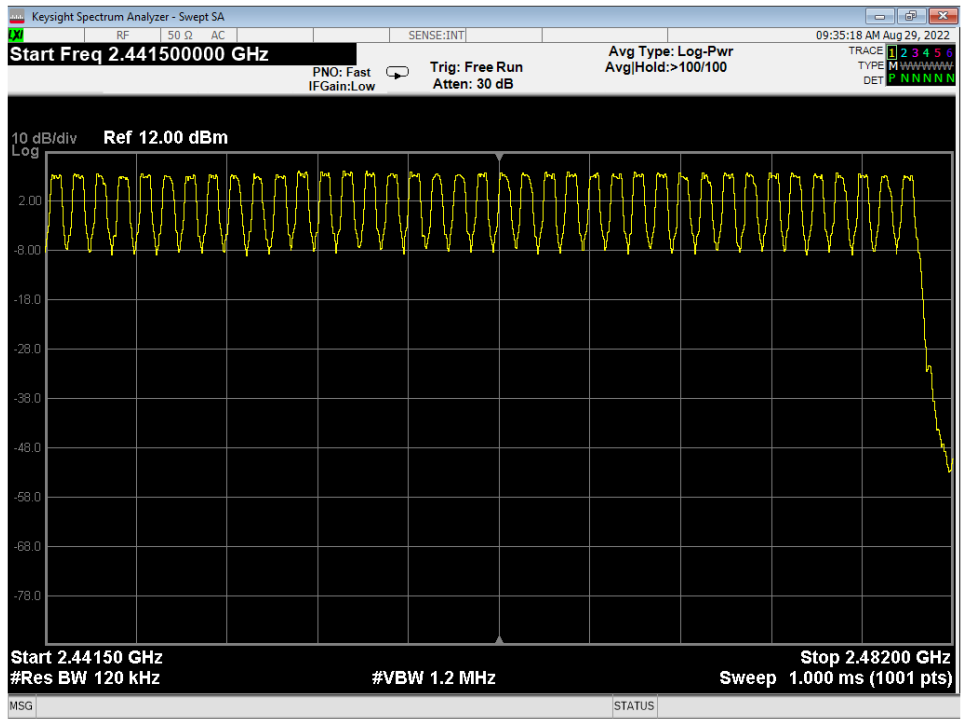 Keysight Spectrum Analyzer - Swept SA
LXI RF 50 Ω AC SENSE:INT 09:35:18 AM Aug 29, 2022
Start Freq 2.441500000 GHz
PNO: Fast
IFGain:Low
Trig: Free Run
Atten: 30 dB
Avg Type: Log-Pwr
Avg|Hold:>100/100
TRACE 1 2 3 4 5 6
TYPE M WWWWW
DET P N N N N N
10 dB/div Ref 12.00 dBm
Log
2.00
-8.00
-18.0
-28.0
-38.0
-48.0
-58.0
-68.0
-78.0
Start 2.44150 GHz Stop 2.48200 GHz
#Res BW 120 kHz #VBW 1.2 MHz Sweep 1.000 ms (1001 pts)
MSG STATUS